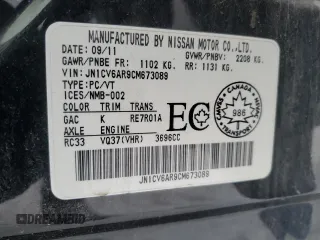 MANUFACTURED BY NISSAN MOTOR CO.,LTD.
DATE: 09/11 GVWR/PNBV: 2208 KG.
GAWR/PNBE FR: 1102 KG. RR: 1131 KG.
VIN: JN1CV6AR9CM673089
TYPE: PC/VT
ICES/NMB-002
COLOR TRIM TRANS
GAC K RE7R01A
AXLE ENGINE
RC33 VQ37(VHR) 3696CC
EC
986
JN1CV6AR9CM673089
DREAMBID